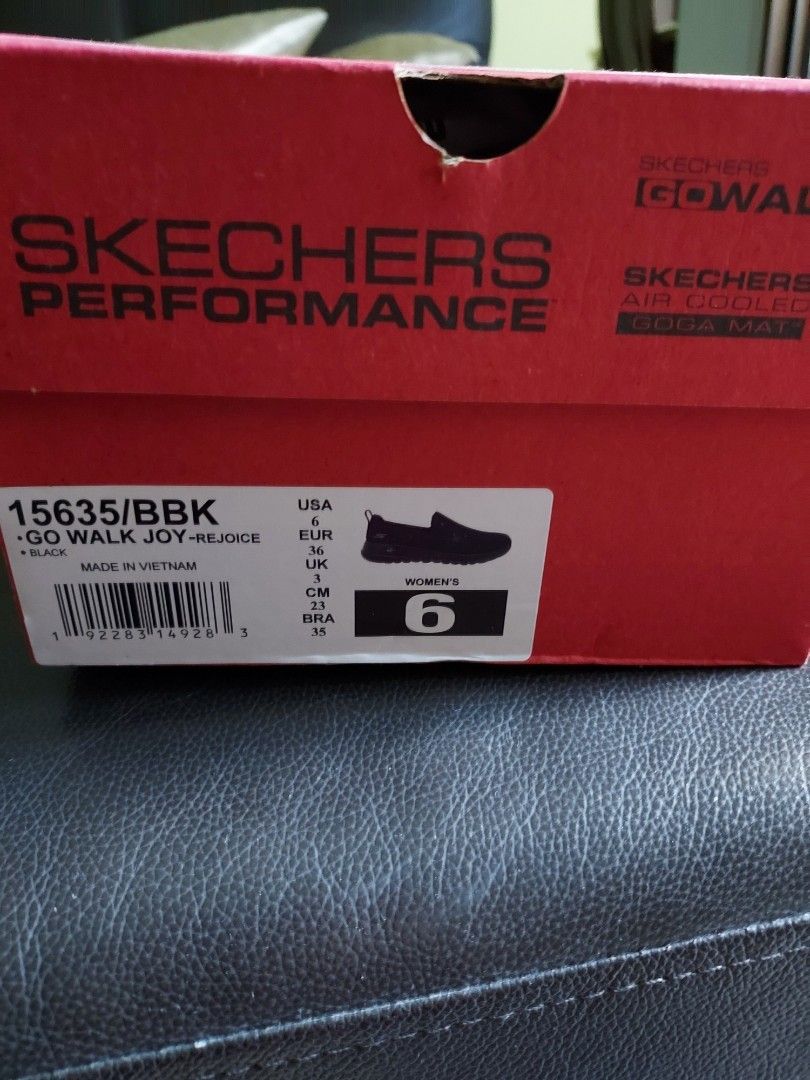 SKECHERS
PERFORMANCE
SKECHERS
GOWAL
SKECHERS
AIR COOLED
GOGA MAT™
15635/BBK
•GO WALK JOY-REJOICE
• BLACK
MADE IN VIETNAM
1 92283 14928 3
USA
6
EUR
36
UK
3
CM
23
BRA
35
WOMEN'S
6